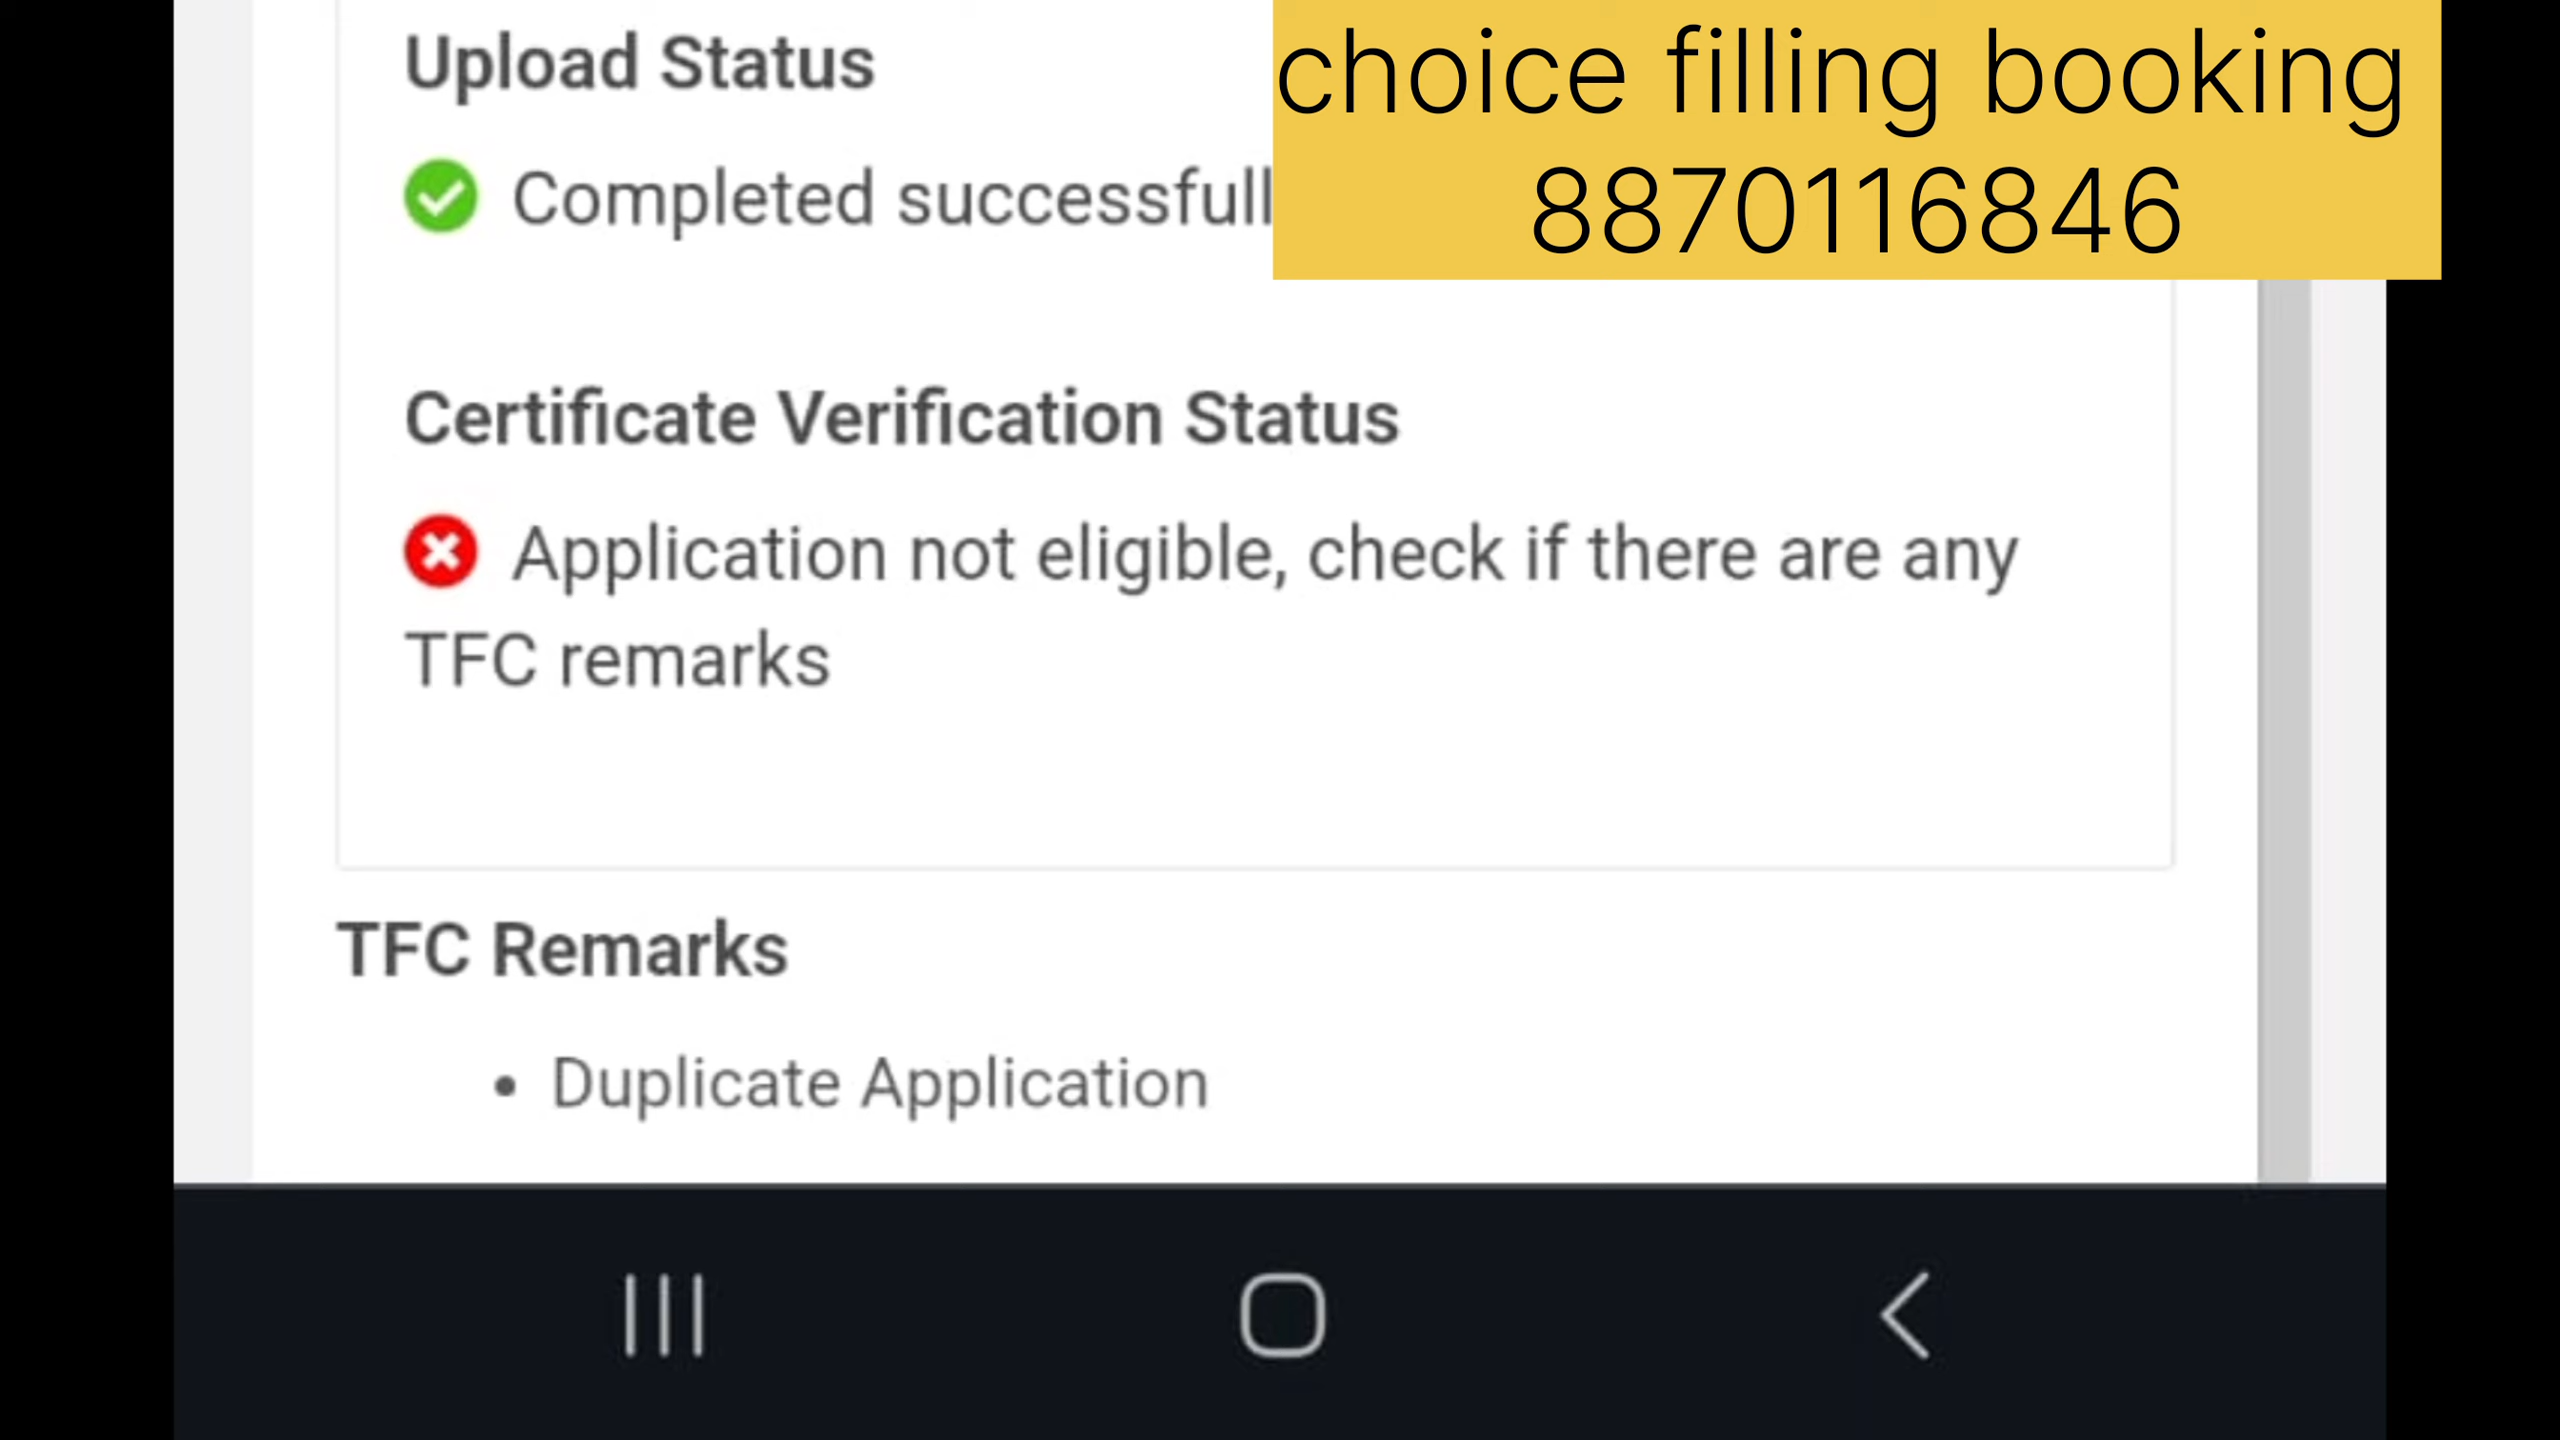 Upload Status
choice filling booking
8870116846
Completed successfull
Certificate Verification Status
Application not eligible, check if there are any
TFC remarks
TFC Remarks
• Duplicate Application